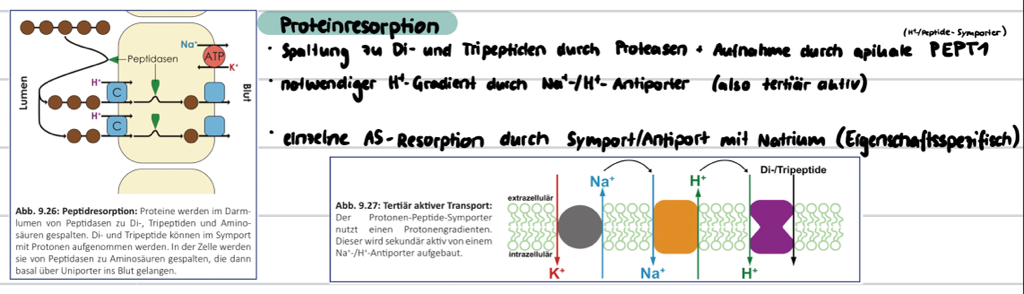 Proteinresorption
(H⁺/Peptide-Symporter)
• Spaltung zu Di- und Tripeptiden durch Proteasen + Aufnahme durch apikale PEPT1
• notwendiger H⁺-Gradient durch Na⁺-/H⁺-Antiporter (also tertiär aktiv)
• einzelne AS-Resorption durch Symport/Antiport mit Natrium (Eigenschaftsspezifisch)
Lumen
Peptidasen
Na⁺
ATP
K⁺
H⁺
C
H⁺
C
Blut
Abb. 9.26: Peptidresorption: Proteine werden im Darm-
lumen von Peptidasen zu Di-, Tripeptiden und Amino-
säuren gespalten. Di- und Tripeptide können im Symport
mit Protonen aufgenommen werden. In der Zelle werden
sie von Peptidasen zu Aminosäuren gespalten, die dann
basal über Uniporter ins Blut gelangen.
Abb. 9.27: Tertiär aktiver Transport:
Der Protonen-Peptide-Symporter
nutzt einen Protonengradienten.
Dieser wird sekundär aktiv von einem
Na⁺-/H⁺-Antiporter aufgebaut.
Na⁺
H⁺
Di-/Tripeptide
extrazellulär
intrazellulär
K⁺
Na⁺
H⁺